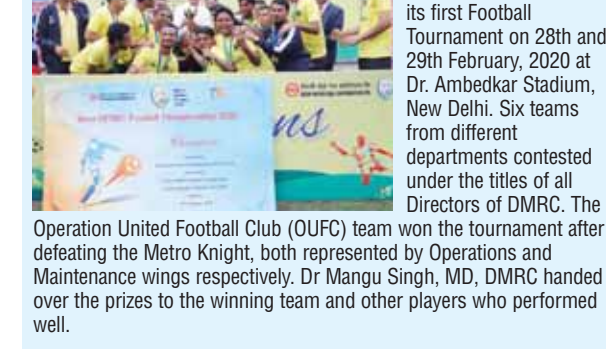 its first Football
Tournament on 28th and
29th February, 2020 at
Dr. Ambedkar Stadium,
New Delhi. Six teams
from different
departments contested
under the titles of all
Directors of DMRC. The
Operation United Football Club (OUFC) team won the tournament after
defeating the Metro Knight, both represented by Operations and
Maintenance wings respectively. Dr Mangu Singh, MD, DMRC handed
over the prizes to the winning team and other players who performed
well.